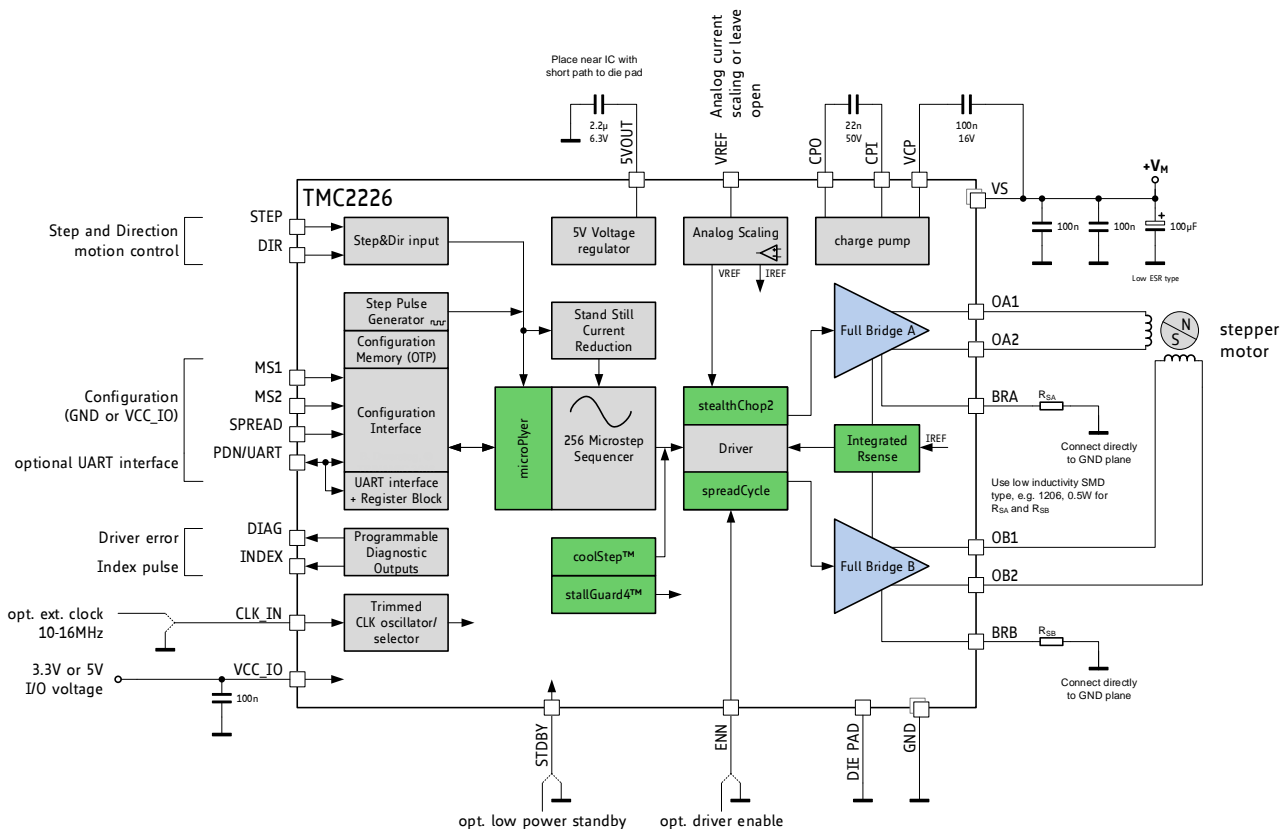 Place near IC with
short path to die pad
2.2µ
6.3V
5VOUT
Analog current
scaling or leave
open
VREF
CPO
22n
50V
CPI
VCP
100n
16V
+VM
VS
100n
100n
+
100µF
Low ESR type
TMC2226
Step and Direction
motion control
STEP
DIR
Step&Dir input
5V Voltage
regulator
Analog Scaling
VREF
IREF
charge pump
Step Pulse
Generator
Configuration
Memory (OTP)
Stand Still
Current
Reduction
Full Bridge A
OA1
OA2
N
S
stepper
motor
Configuration
(GND or VCC_IO)
optional UART interface
MS1
MS2
SPREAD
PDN/UART
Configuration
Interface
UART interface
+ Register Block
microPlyer
256 Microstep
Sequencer
stealthChop2
Driver
spreadCycle
Integrated
Rsense
IREF
BRA
RSA
Connect directly
to GND plane
Use low inductivity SMD
type, e.g. 1206, 0.5W for
RSA and RSB
Driver error
Index pulse
DIAG
INDEX
Programmable
Diagnostic
Outputs
coolStep™
stallGuard4™
Full Bridge B
OB1
OB2
opt. ext. clock
10-16MHz
CLK_IN
Trimmed
CLK oscillator/
selector
BRB
RSB
Connect directly
to GND plane
3.3V or 5V
I/O voltage
VCC_IO
100n
STDBY
ENN
DIE PAD
GND
opt. low power standby
opt. driver enable